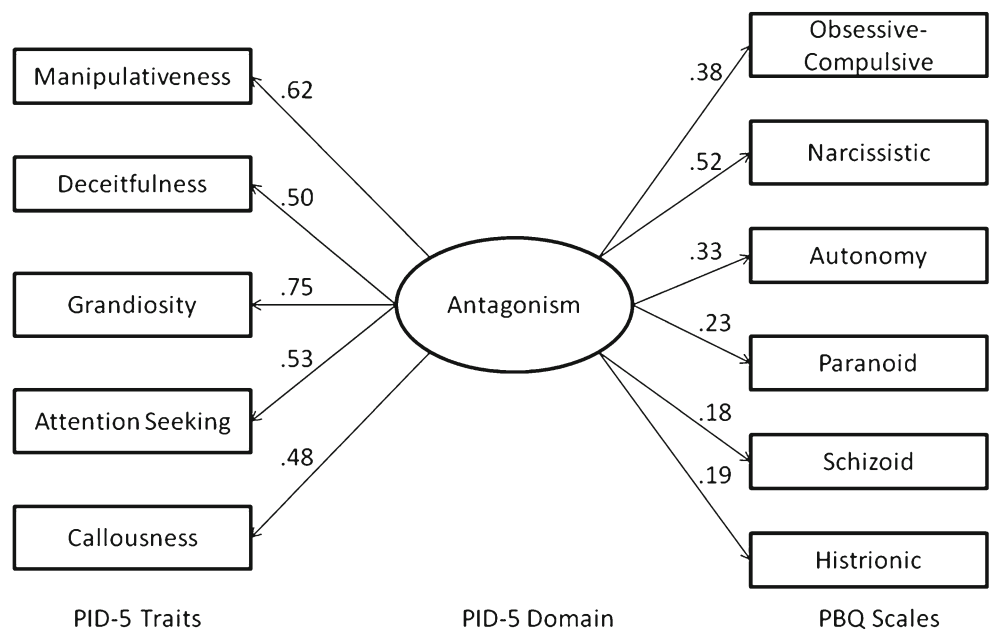 Manipulativeness
Deceitfulness
Grandiosity
Attention Seeking
Callousness
PID-5 Traits
.62
.50
.75
.53
.48
Antagonism
PID-5 Domain
.38
.52
.33
.23
.18
.19
Obsessive-
Compulsive
Narcissistic
Autonomy
Paranoid
Schizoid
Histrionic
PBQ Scales